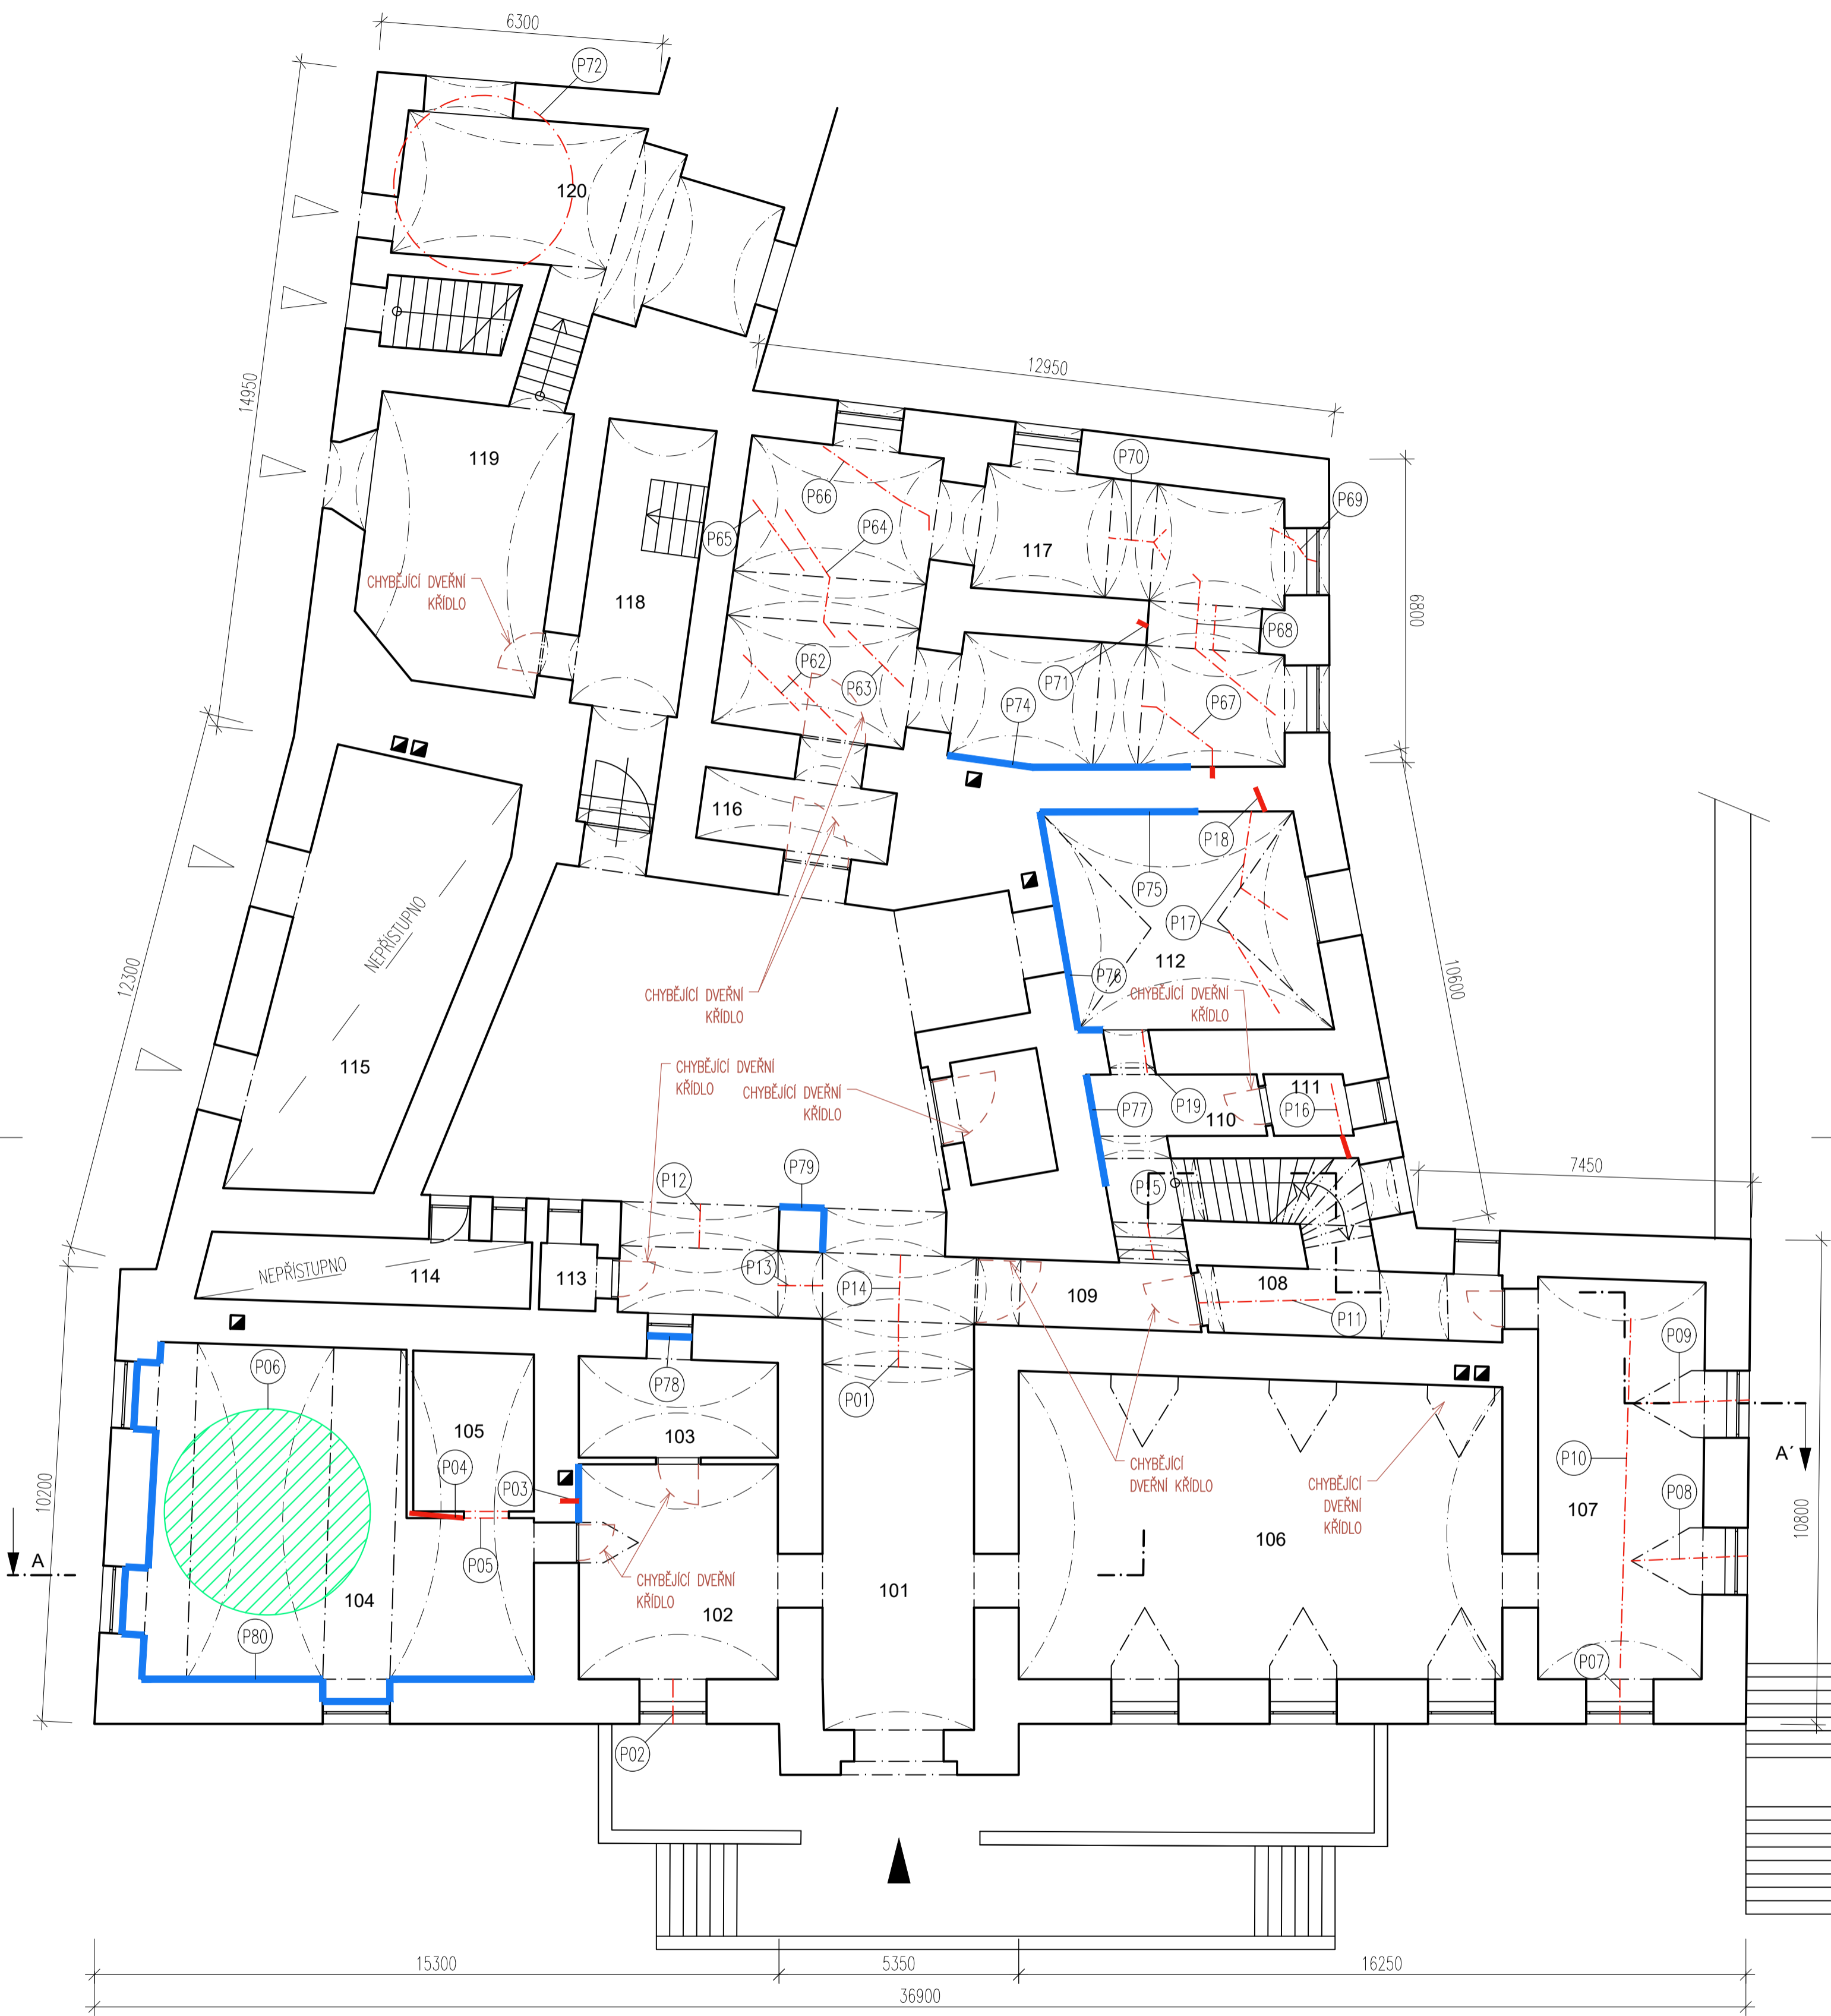 6300
P72
120
14950
12950
119
P70
P66
P69
P65
P64
117
6800
CHYBĚJÍCÍ DVEŘNÍ
KŘÍDLO
118
P68
P62
P63
P71
P74
P67
116
P18
P75
NEPŘÍSTUPNO
P17
112
12300
P76
10600
CHYBĚJÍCÍ DVEŘNÍ
KŘÍDLO
CHYBĚJÍCÍ DVEŘNÍ
KŘÍDLO
115
CHYBĚJÍCÍ DVEŘNÍ
KŘÍDLO
CHYBĚJÍCÍ DVEŘNÍ
KŘÍDLO
111
P77
P19
110
P16
P79
7450
P12
P15
NEPŘÍSTUPNO
114
113
P13
P14
109
108
P11
P06
P78
P01
P09
105
103
A´
P04
P03
CHYBĚJÍCÍ
DVEŘNÍ KŘÍDLO
CHYBĚJÍCÍ
DVEŘNÍ
KŘÍDLO
P10
10200
P08
107
10800
A
P05
106
CHYBĚJÍCÍ DVEŘNÍ
KŘÍDLO
101
104
102
P80
P07
P02
15300
5350
16250
36900